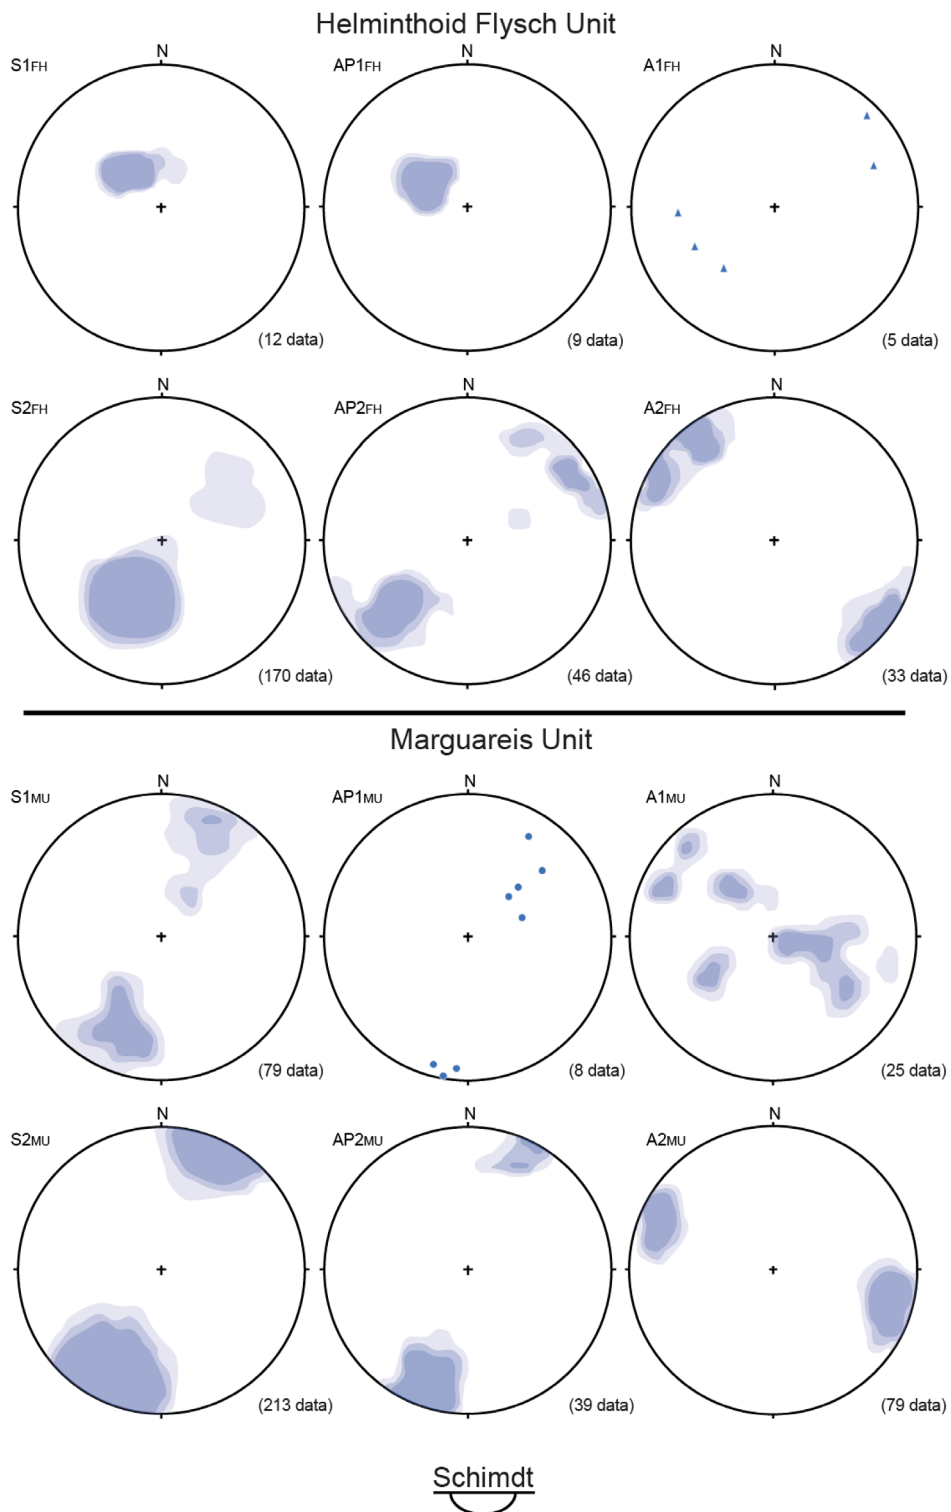 Helminthoid Flysch Unit
N N N
S1FH AP1FH A1FH
(12 data) (9 data) (5 data)
N N N
S2FH AP2FH A2FH
(170 data) (46 data) (33 data)
Marguareis Unit
N N N
S1MU AP1MU A1MU
(79 data) (8 data) (25 data)
N N N
S2MU AP2MU A2MU
(213 data) (39 data) (79 data)
Schimdt